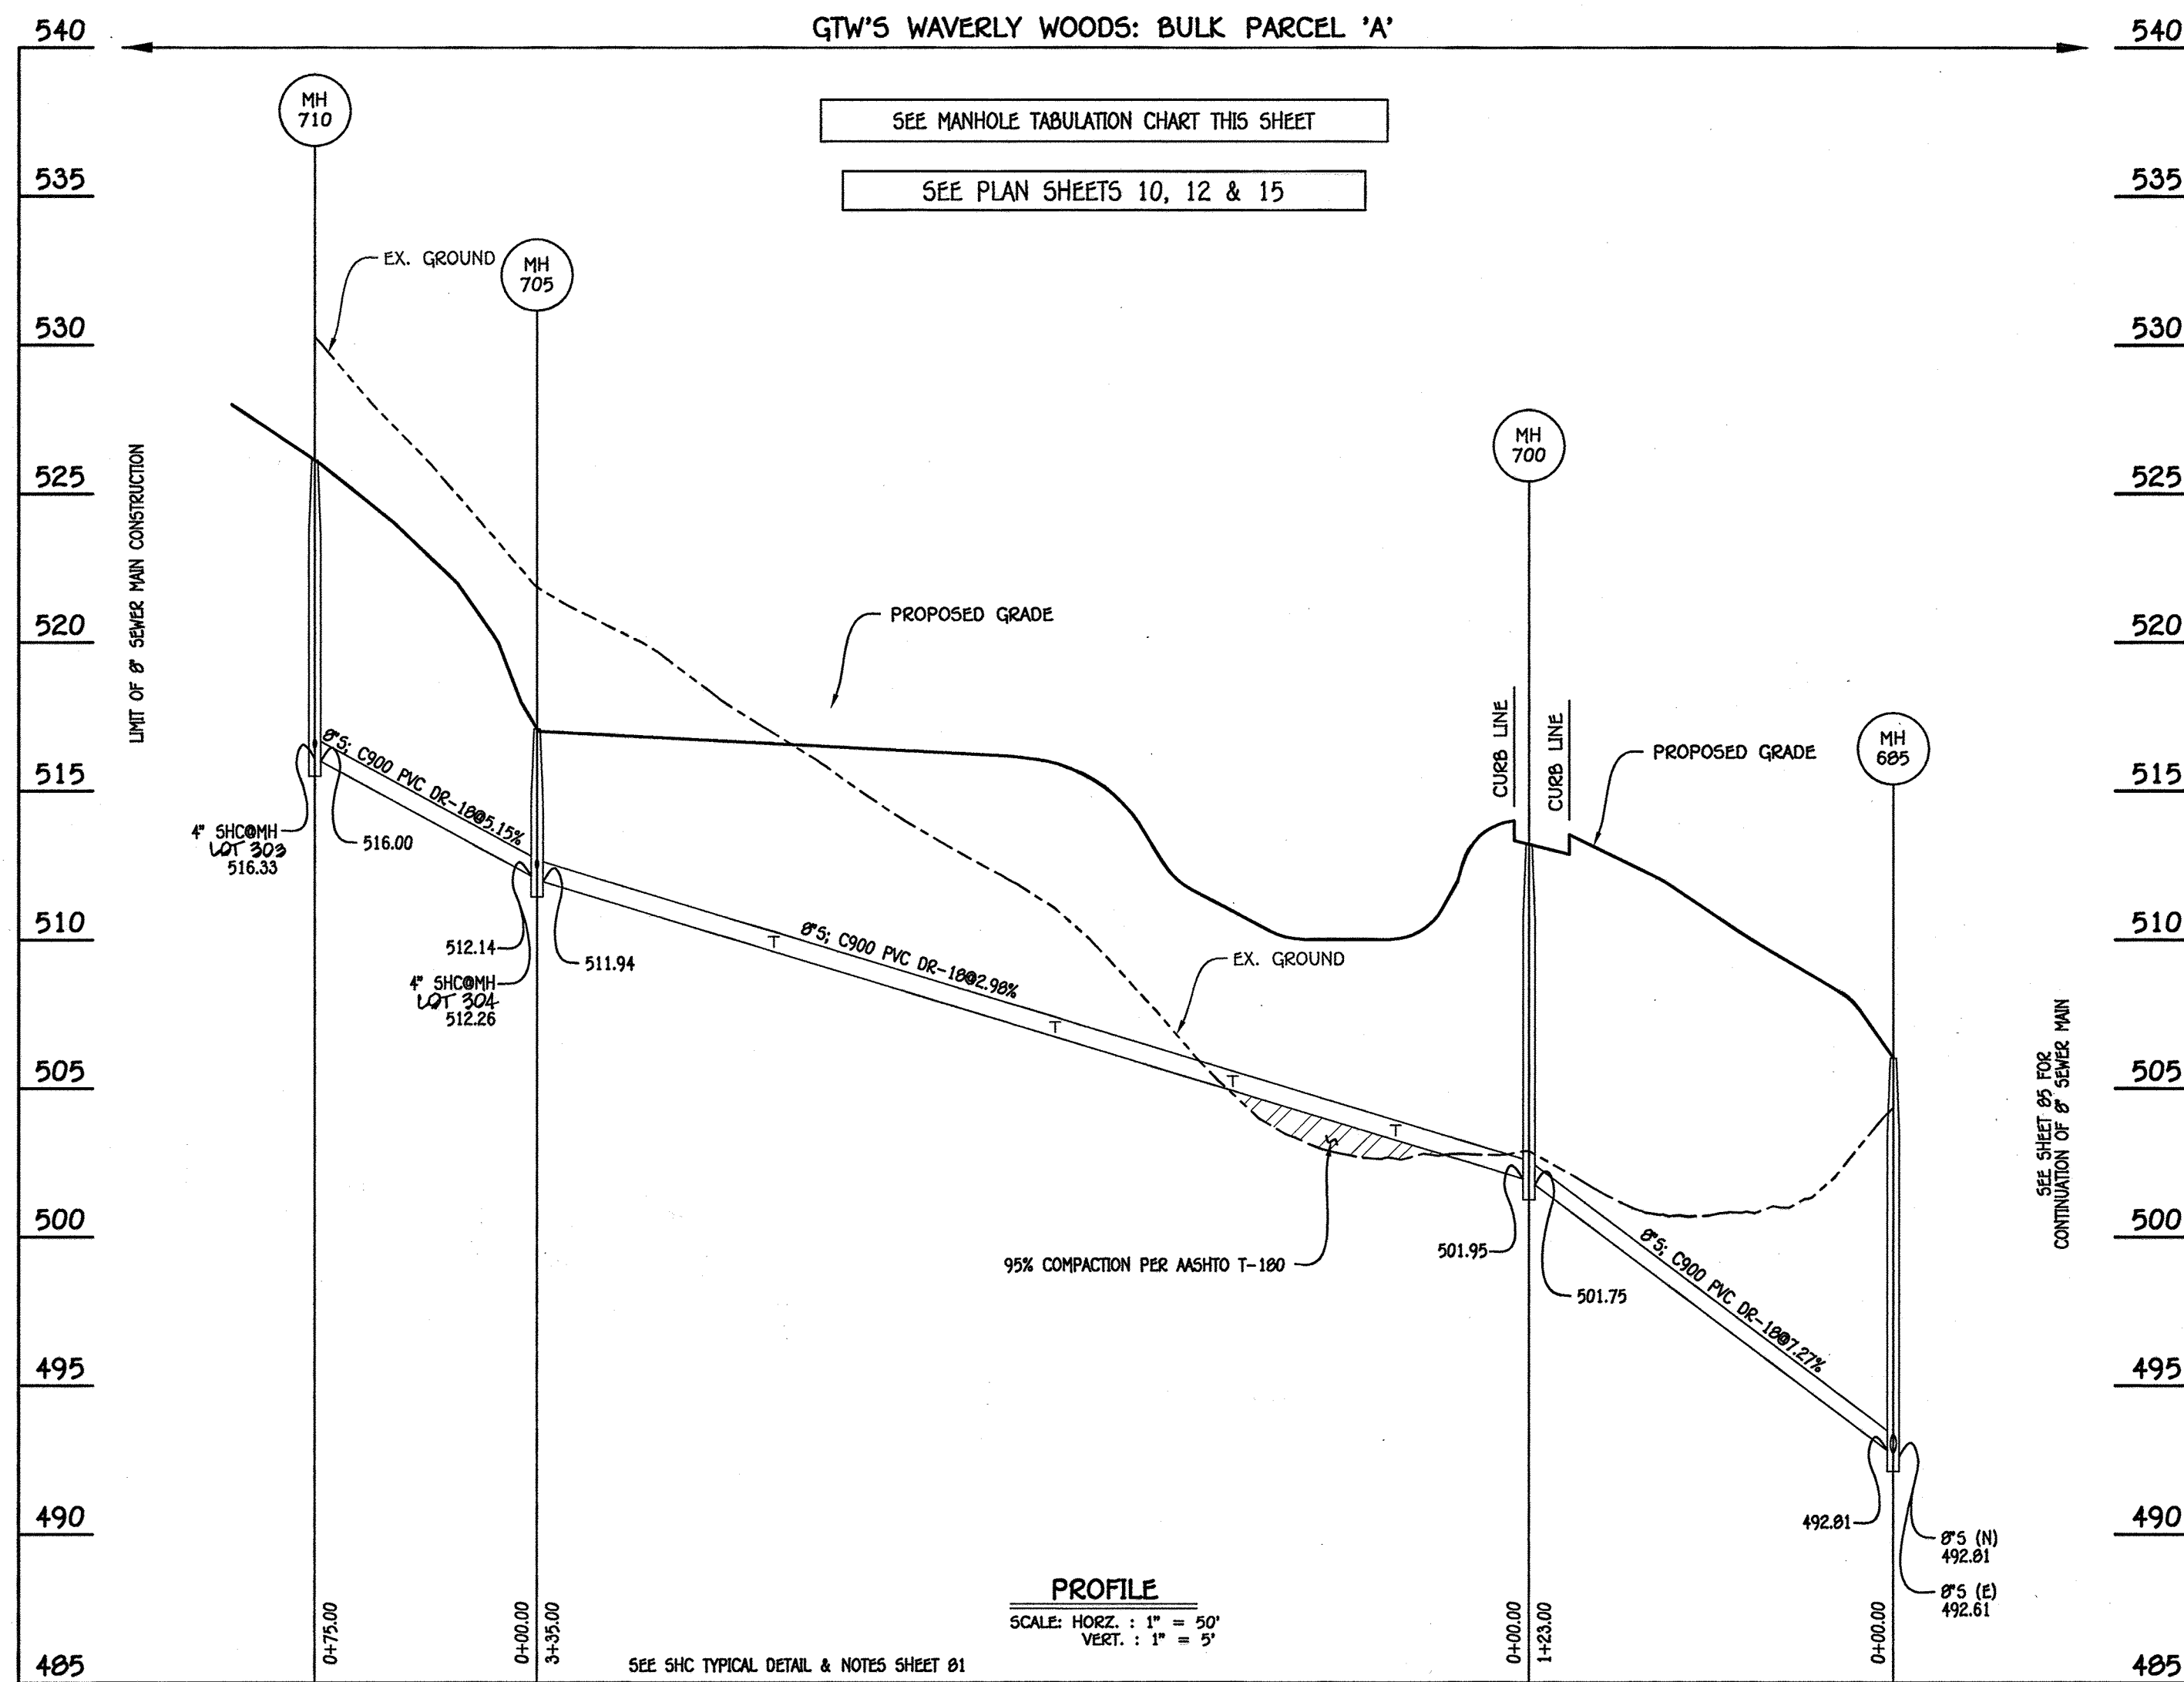 GTW'S WAVERLY WOODS: BULK PARCEL 'A'
540
540
MH
710
SEE MANHOLE TABULATION CHART THIS SHEET
535
535
SEE PLAN SHEETS 10, 12 & 15
EX. GROUND
MH
705
530
530
MH
700
525
525
LIMIT OF 8" SEWER MAIN CONSTRUCTION
520
520
PROPOSED GRADE
CURB LINE
CURB LINE
PROPOSED GRADE
MH
685
515
515
8"S; C900 PVC DR-18@5.15%
4" SHC@MH
LOT 303
516.33
516.00
510
510
512.14
511.94
4" SHC@MH
LOT 304
512.26
8"S; C900 PVC DR-18@2.98%
T
T
T
T
EX. GROUND
505
505
SEE SHEET 85 FOR
CONTINUATION OF 8" SEWER MAIN
500
500
95% COMPACTION PER AASHTO T-180
501.95
501.75
8"S; C900 PVC DR-18@7.27%
495
495
490
490
492.81
8"S (N)
492.81
8"S (E)
492.61
PROFILE
SCALE: HORZ. : 1" = 50'
VERT. : 1" = 5'
0+75.00
0+00.00
3+35.00
0+00.00
1+23.00
0+00.00
485
485
SEE SHC TYPICAL DETAIL & NOTES SHEET 81